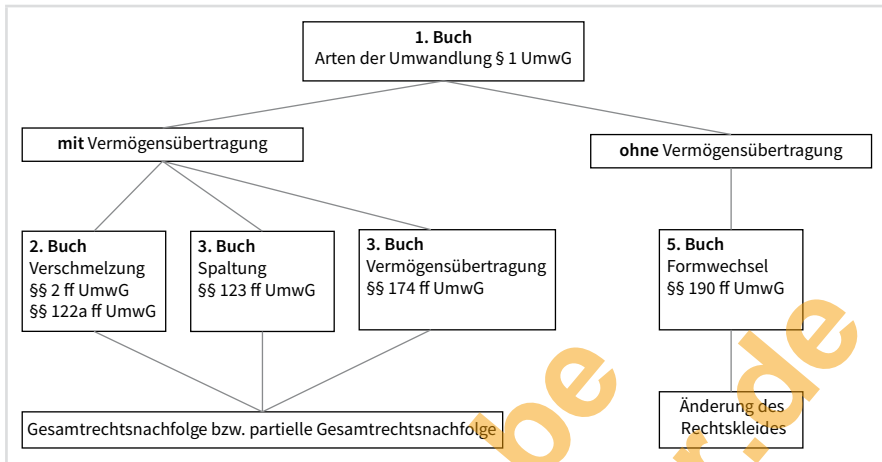 1. Buch
Arten der Umwandlung § 1 UmwG
mit Vermögensübertragung
ohne Vermögensübertragung
2. Buch
Verschmelzung
§§ 2 ff UmwG
§§ 122a ff UmwG
3. Buch
Spaltung
§§ 123 ff UmwG
3. Buch
Vermögensübertragung
§§ 174 ff UmwG
5. Buch
Formwechsel
§§ 190 ff UmwG
Gesamtrechtsnachfolge bzw. partielle Gesamtrechtsnachfolge
Änderung des
Rechtskleides
be
r.de